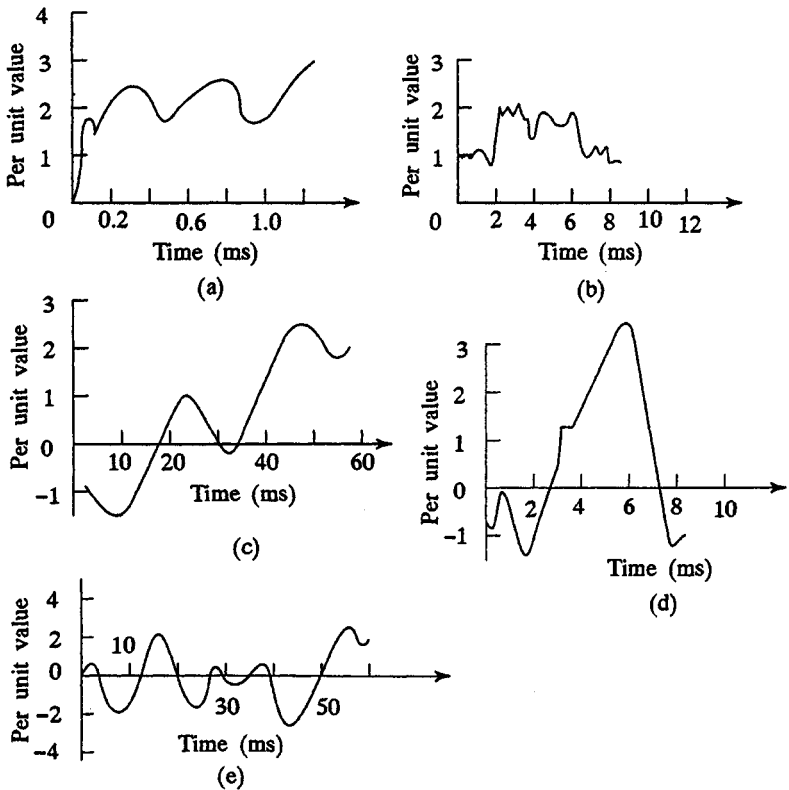 4
3
2
1
0
Per unit value
0.2 0.6 1.0
Time (ms)
(a)
3
2
1
0
Per unit value
2 4 6 8 10 12
Time (ms)
(b)
3
2
1
0
−1
Per unit value
10 20 40 60
Time (ms)
(c)
3
2
1
0
−1
Per unit value
2 4 6 8 10
Time (ms)
(d)
4
2
0
−2
−4
Per unit value
10
30 50
Time (ms)
(e)